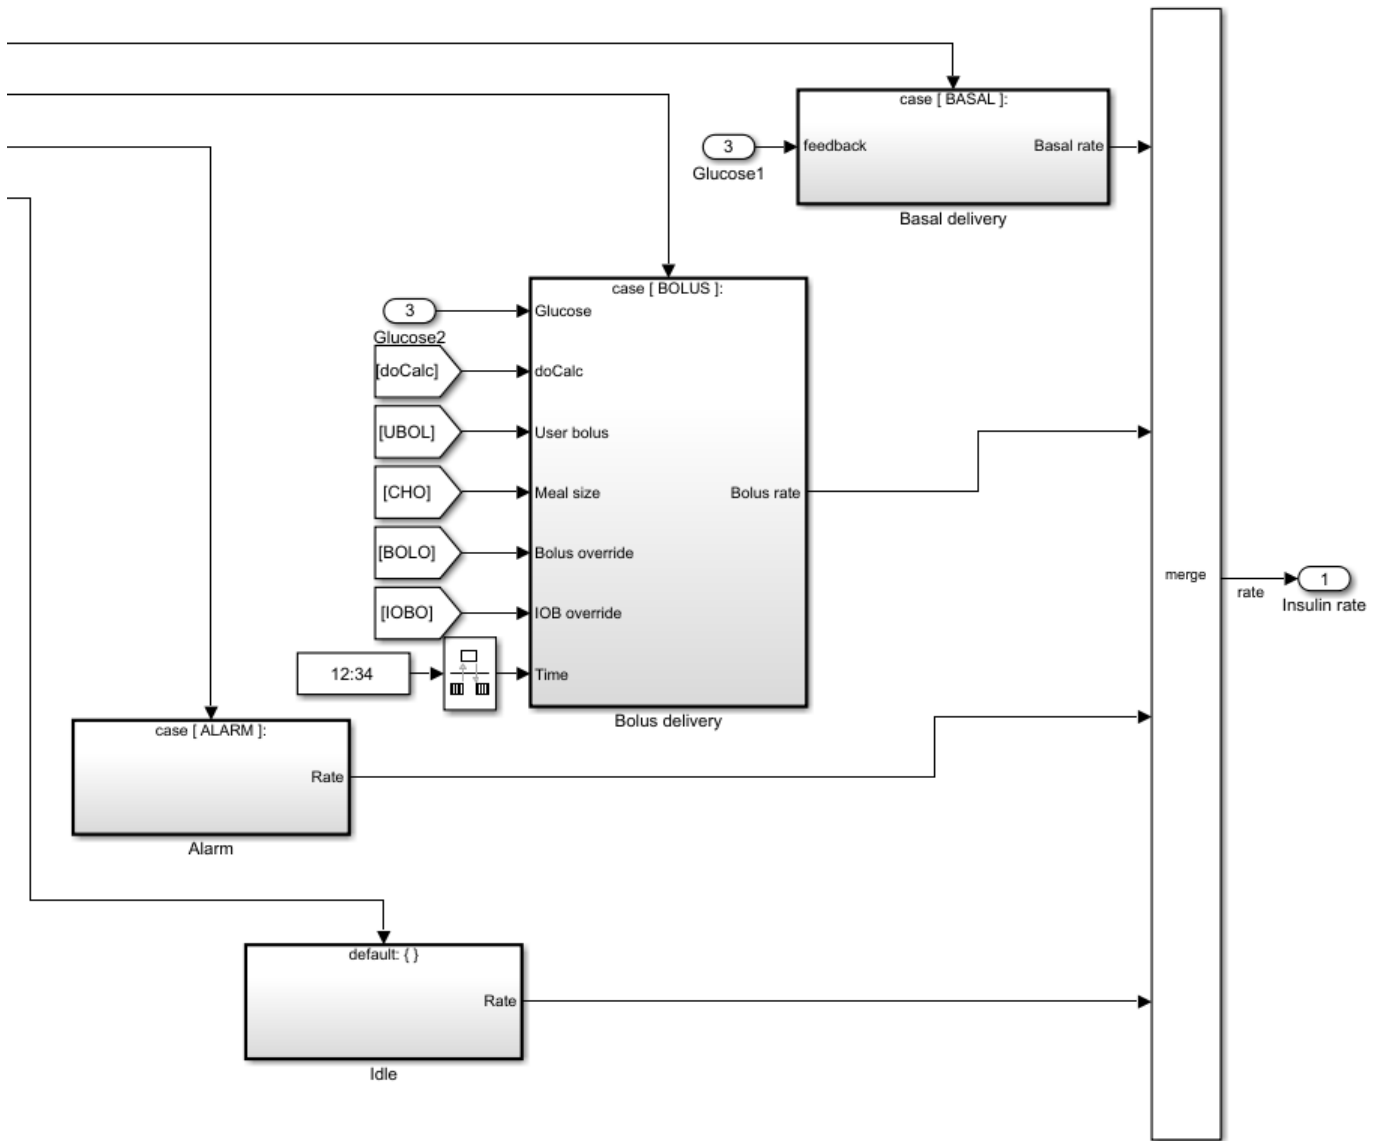 case [ BASAL ]:
3
feedback
Basal rate
Glucose1
Basal delivery
case [ BOLUS ]:
3
Glucose
Glucose2
[doCalc]
doCalc
[UBOL]
User bolus
[CHO]
Meal size
Bolus rate
[BOLO]
Bolus override
merge
1
rate
Insulin rate
[IOBO]
IOB override
12:34
Time
Bolus delivery
case [ ALARM ]:
Rate
Alarm
default: { }
Rate
Idle